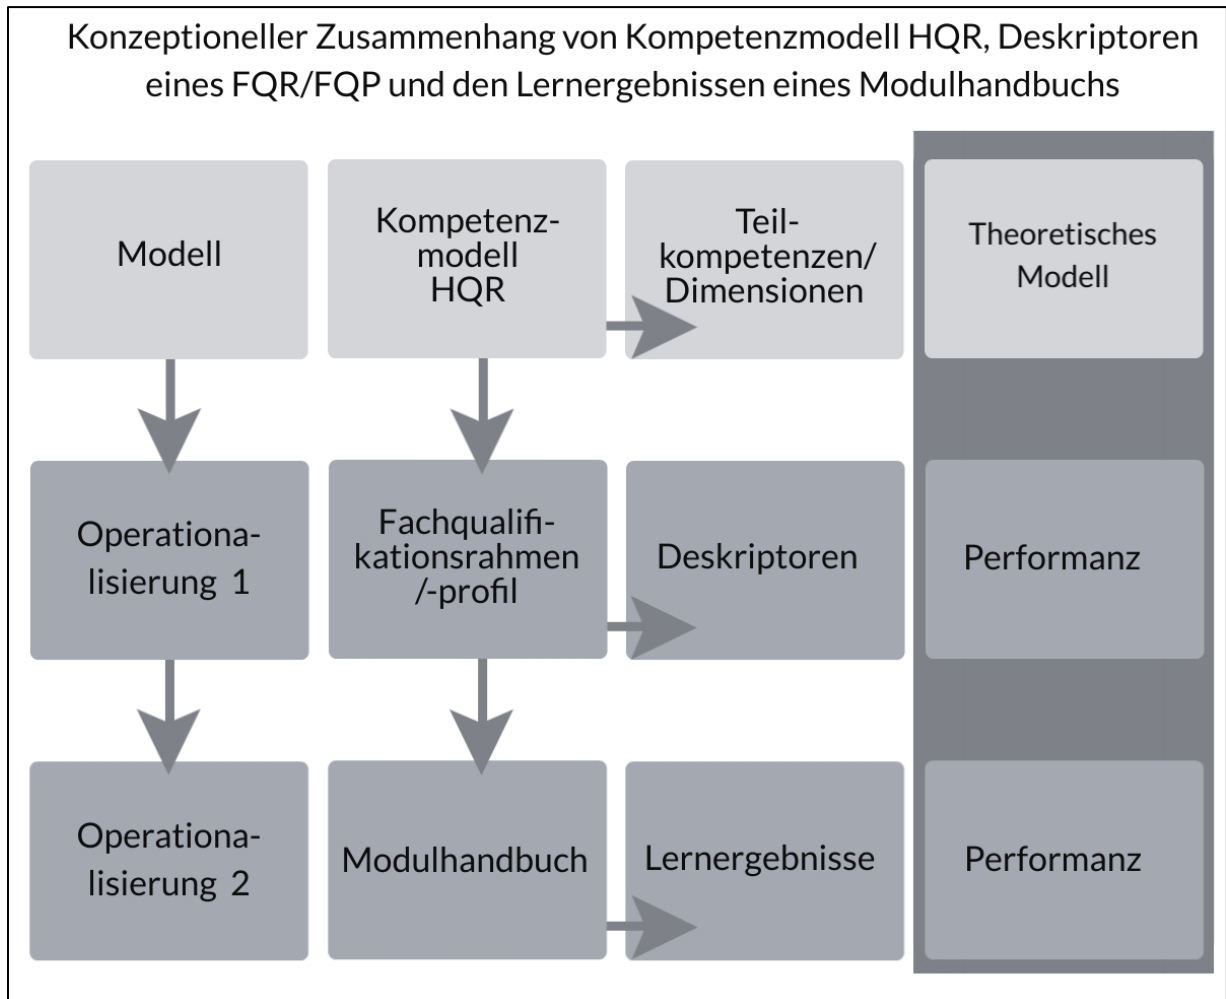 Konzeptioneller Zusammenhang von Kompetenzmodell HQR, Deskriptoren
eines FQR/FQP und den Lernergebnissen eines Modulhandbuchs
Modell
Kompetenz-
modell
HQR
Teil-
kompetenzen/
Dimensionen
Theoretisches
Modell
Operationa-
lisierung 1
Fachqualifi-
kationsrahmen
/-profil
Deskriptoren
Performanz
Operationa-
lisierung 2
Modulhandbuch
Lernergebnisse
Performanz